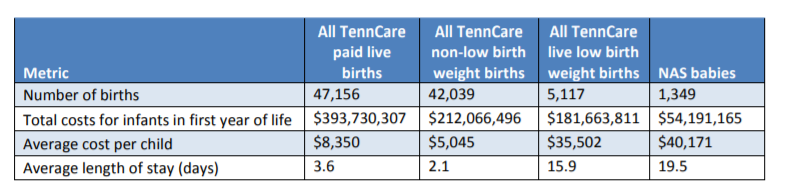 Metric All TennCare paid live births All TennCare non-low birth weight births All TennCare live low birth weight births NAS babies
Number of births 47,156 42,039 5,117 1,349
Total costs for infants in first year of life $393,730,307 $212,066,496 $181,663,811 $54,191,165
Average cost per child $8,350 $5,045 $35,502 $40,171
Average length of stay (days) 3.6 2.1 15.9 19.5